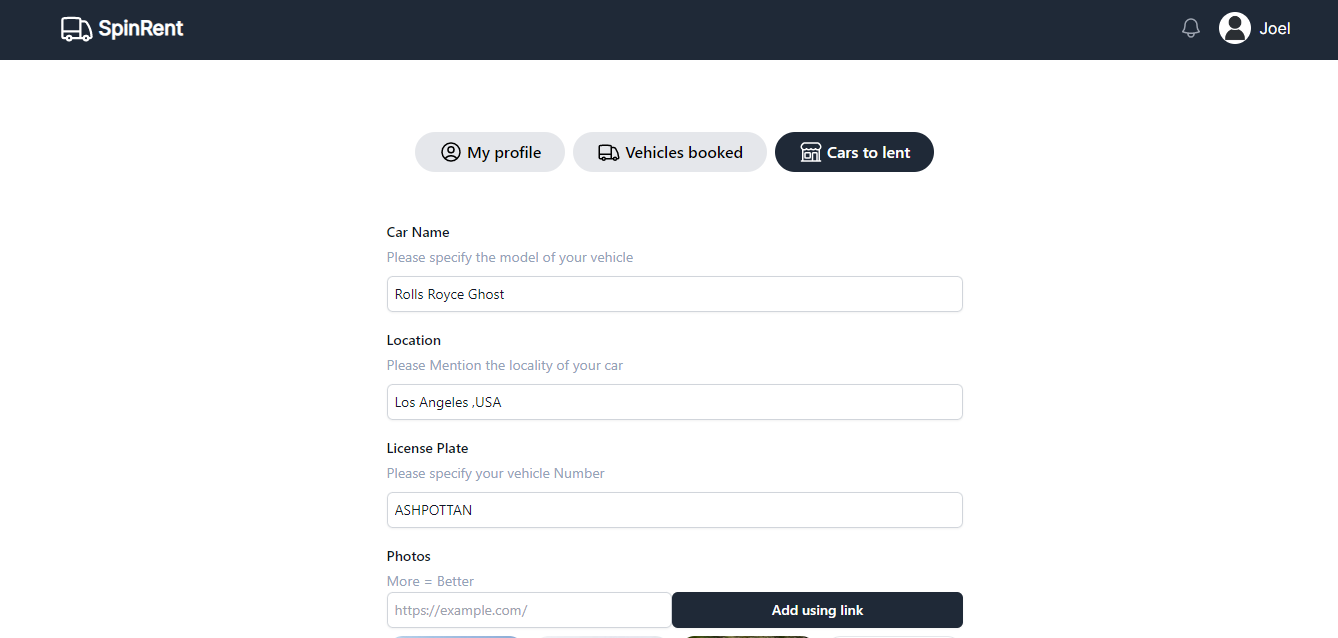 SpinRent
Joel
My profile
Vehicles booked
Cars to lent
Car Name
Please specify the model of your vehicle
Rolls Royce Ghost
Location
Please Mention the locality of your car
Los Angeles ,USA
License Plate
Please specify your vehicle Number
ASHPOTTAN
Photos
More = Better
https://example.com/
Add using link